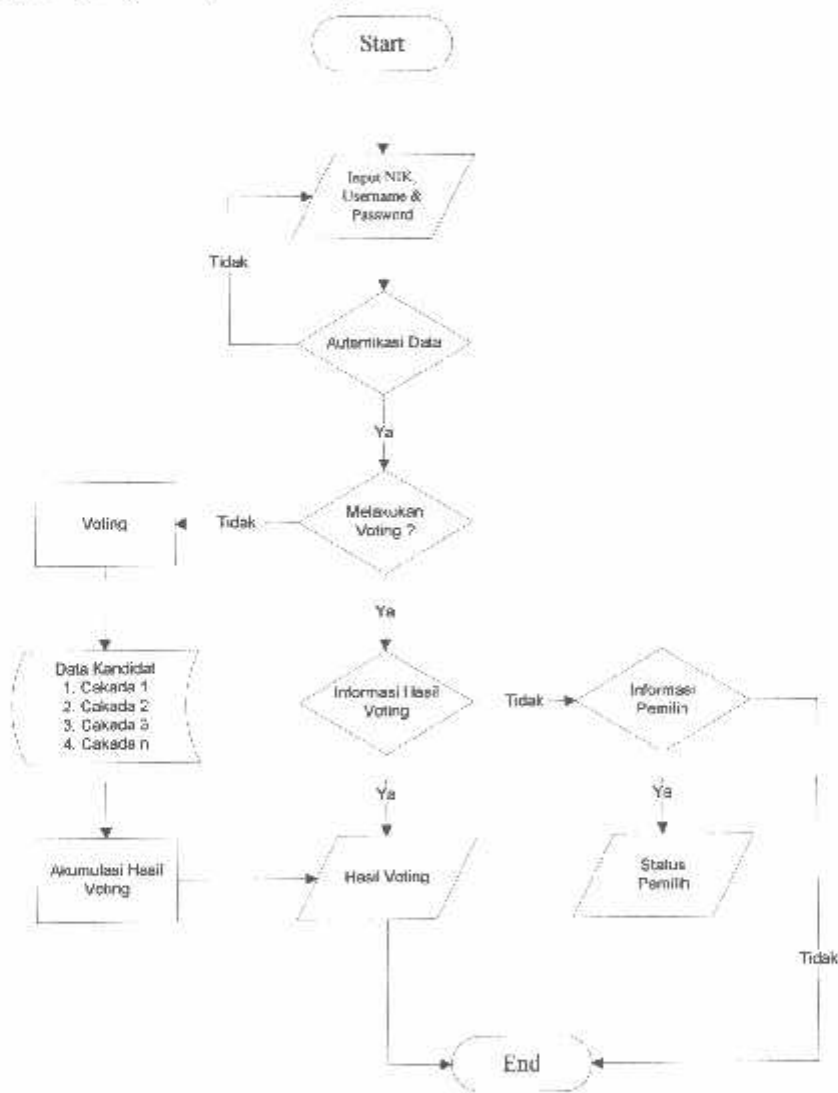 Start
Input NIK,
Username &
Password
Tidak
Autentikasi Data
Ya
Melakukan
Voting ?
Tidak
Voting
Ya
Data Kandidat
1. Cakada 1
2. Cakada 2
3. Cakada 3
4. Cakada n
Informasi Hasil
Voting
Tidak
Informasi
Pemilih
Ya
Ya
Akumulasi Hasil
Voting
Hasil Voting
Status
Pemilih
Tidak
End